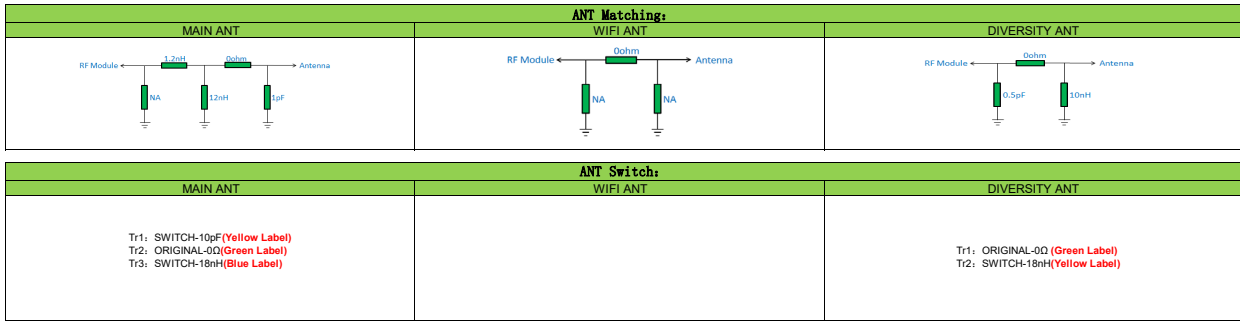 ANT Matching:
MAIN ANT
WIFI ANT
DIVERSITY ANT
RF Module
1.2nH
0ohm
Antenna
NA
12nH
1pF
RF Module
0ohm
Antenna
NA
NA
RF Module
0ohm
Antenna
0.5pF
10nH
ANT Switch:
MAIN ANT
WIFI ANT
DIVERSITY ANT
Tr1: SWITCH-10pF(Yellow Label)
Tr2: ORIGINAL-0Ω(Green Label)
Tr3: SWITCH-18nH(Blue Label)
Tr1: ORIGINAL-0Ω (Green Label)
Tr2: SWITCH-18nH(Yellow Label)